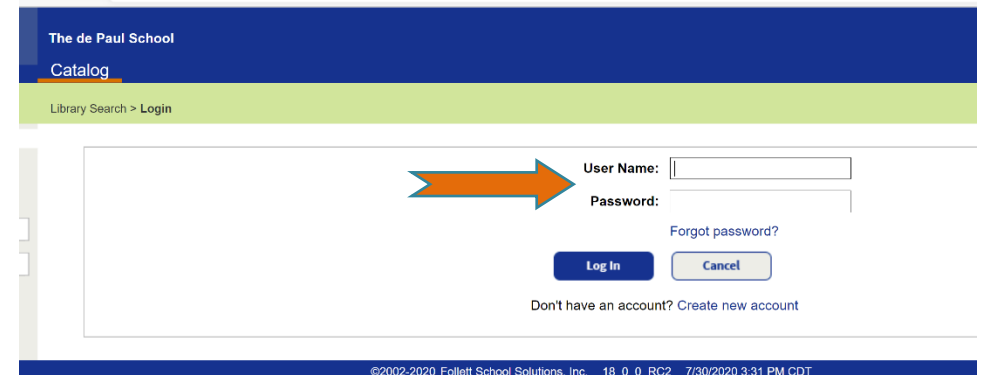 The de Paul School
Catalog
Library Search > Login
User Name:
Password:
Forgot password?
Log In Cancel
Don't have an account? Create new account
©2002-2020 Follett School Solutions, Inc. 18_0_0_RC2 7/30/2020 3:31 PM CDT